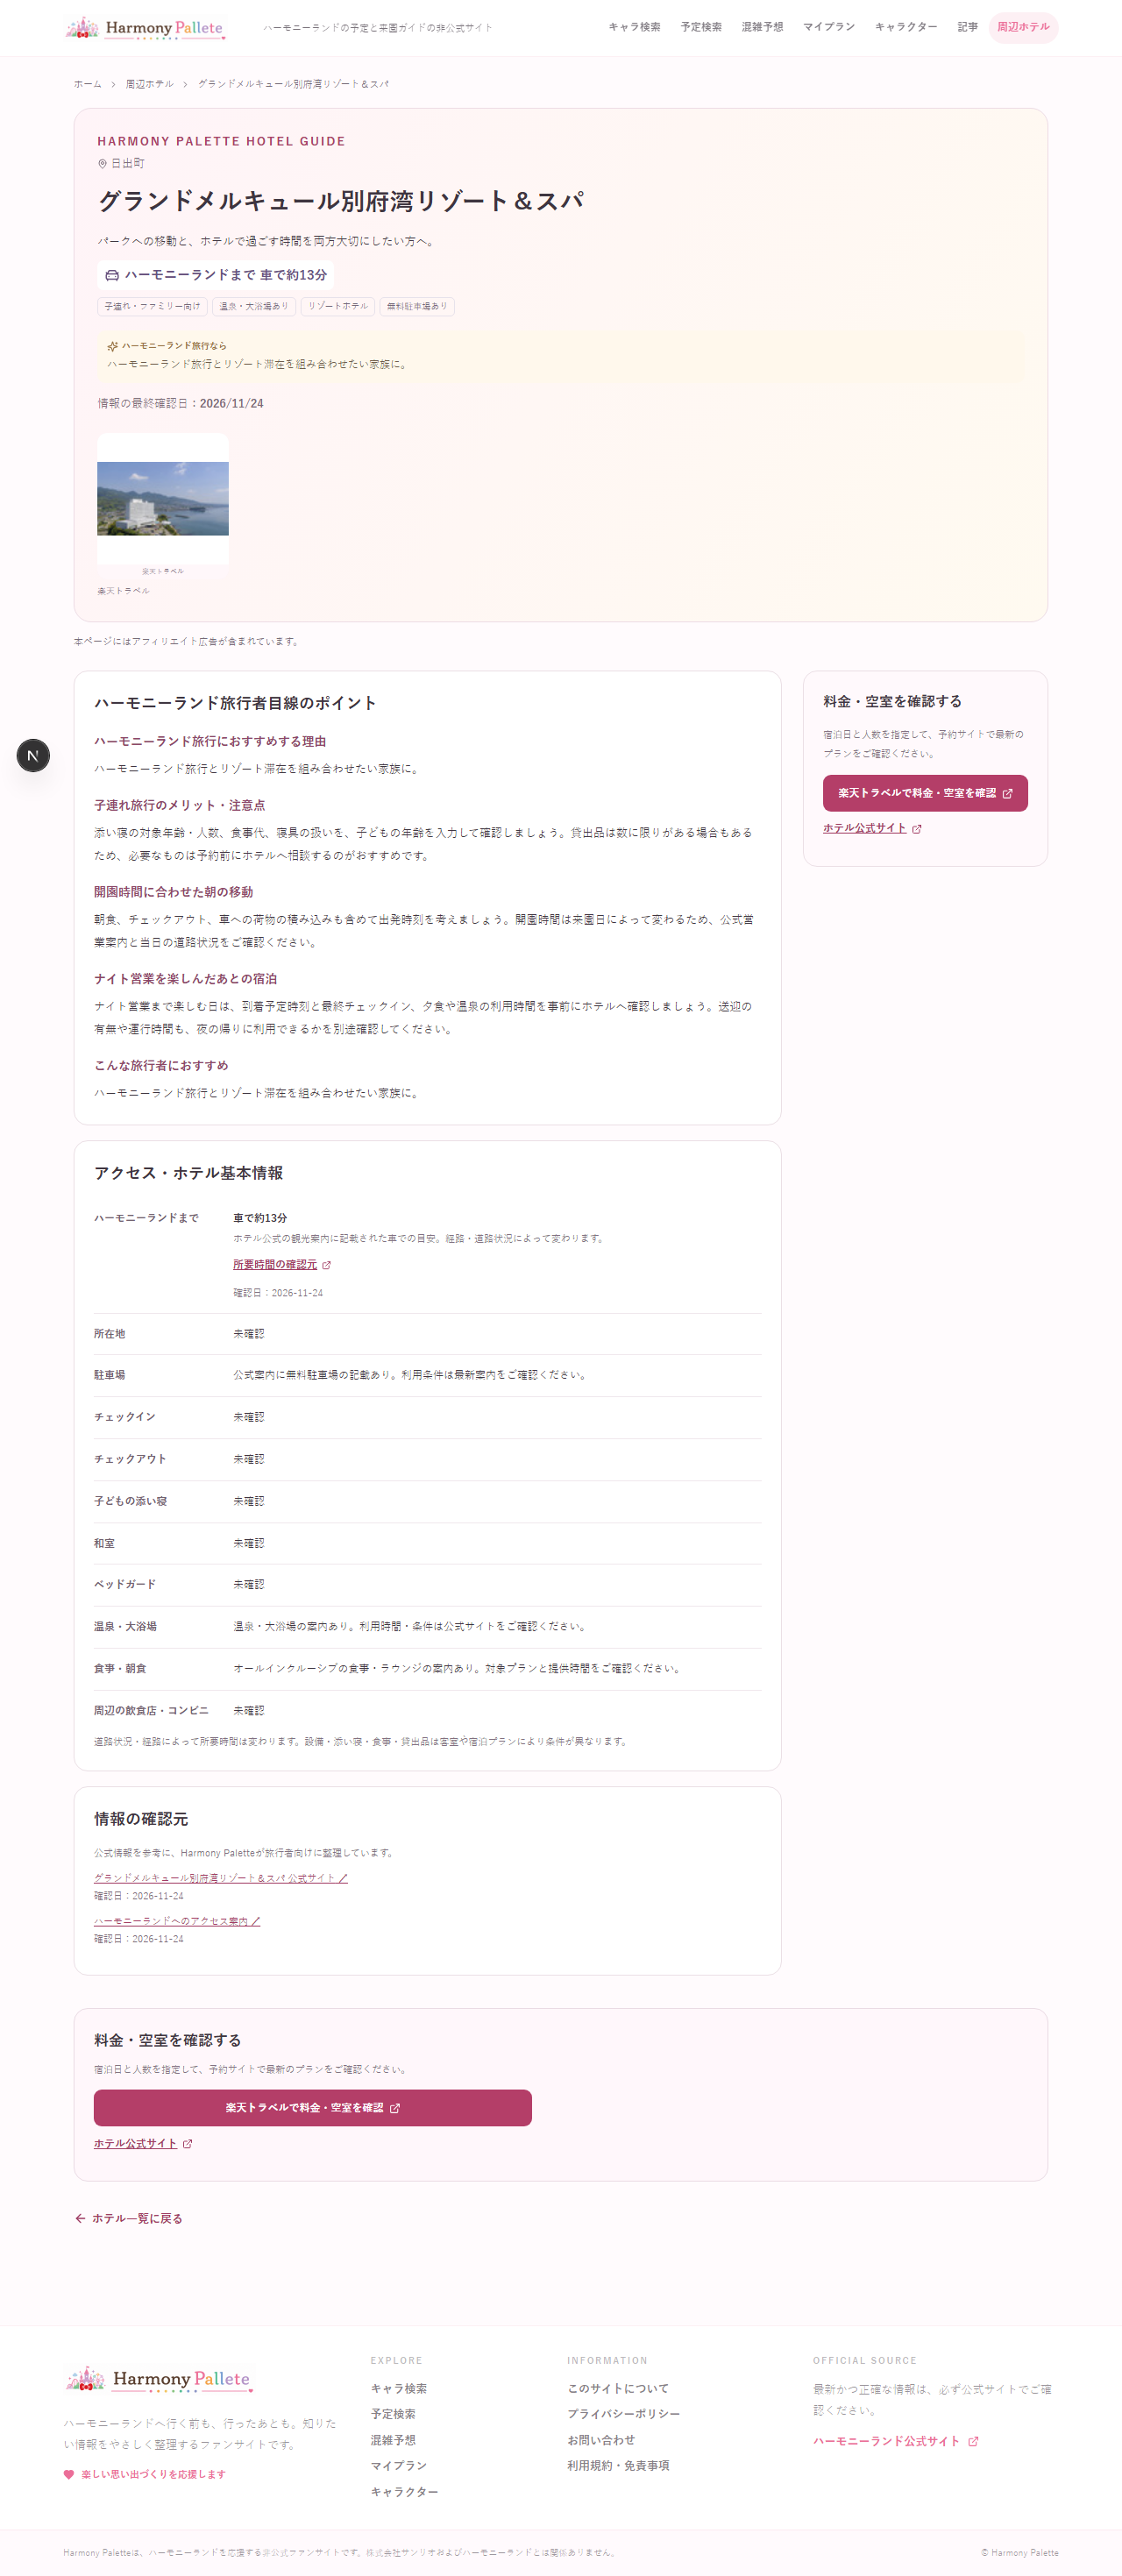 Harmony Pallete
ハーモニーランドの予定と来園ガイドの非公式サイト
キャラ検索
予定検索
混雑予想
マイプラン
キャラクター
記事
周辺ホテル
ホーム > 周辺ホテル > グランドメルキュール別府湾リゾート＆スパ
HARMONY PALETTE HOTEL GUIDE
日出町
グランドメルキュール別府湾リゾート＆スパ
パークへの移動と、ホテルで過ごす時間を両方大切にしたい方へ。
ハーモニーランドまで 車で約13分
子連れ・ファミリー向け
温泉・大浴場あり
リゾートホテル
無料駐車場あり
ハーモニーランド旅行なら
ハーモニーランド旅行とリゾート滞在を組み合わせたい家族に。
情報の最終確認日：2026/11/24
楽天トラベル
楽天トラベル
本ページにはアフィリエイト広告が含まれています。
ハーモニーランド旅行者目線のポイント
ハーモニーランド旅行におすすめする理由
ハーモニーランド旅行とリゾート滞在を組み合わせたい家族に。
子連れ旅行のメリット・注意点
添い寝の対象年齢・人数、食事代、寝具の扱いを、子どもの年齢を入力して確認しましょう。貸出品は数に限りがある場合もある
ため、必要なものは予約前にホテルへ相談するのがおすすめです。
開園時間に合わせた朝の移動
朝食、チェックアウト、車への荷物の積み込みも含めて出発時刻を考えましょう。開園時間は来園日によって変わるため、公式営
業案内と当日の道路状況をご確認ください。
ナイト営業を楽しんだあとの宿泊
ナイト営業まで楽しむ日は、到着予定時刻と最終チェックイン、夕食や温泉の利用時間を事前にホテルへ確認しましょう。送迎の
有無や運行時間も、夜の帰りに利用できるかを別途確認してください。
こんな旅行者におすすめ
ハーモニーランド旅行とリゾート滞在を組み合わせたい家族に。
料金・空室を確認する
宿泊日と人数を指定して、予約サイトで最新の
プランをご確認ください。
楽天トラベルで料金・空室を確認
ホテル公式サイト
N
アクセス・ホテル基本情報
ハーモニーランドまで 車で約13分
ホテル公式の観光案内に記載された車での目安。経路・道路状況によって変わります。
所要時間の確認元
確認日：2026-11-24
所在地 未確認
駐車場 公式案内に無料駐車場の記載あり。利用条件は最新案内をご確認ください。
チェックイン 未確認
チェックアウト 未確認
子どもの添い寝 未確認
和室 未確認
ベッドガード 未確認
温泉・大浴場 温泉・大浴場の案内あり。利用時間・条件は公式サイトをご確認ください。
食事・朝食 オールインクルーシブの食事・ラウンジの案内あり。対象プランと提供時間をご確認ください。
周辺の飲食店・コンビニ 未確認
道路状況・経路によって所要時間は変わります。設備・添い寝・食事・貸出品は客室や宿泊プランにより条件が異なります。
情報の確認元
公式情報を参考に、Harmony Paletteが旅行者向けに整理しています。
グランドメルキュール別府湾リゾート＆スパ 公式サイト ↗
確認日：2026-11-24
ハーモニーランドへのアクセス案内 ↗
確認日：2026-11-24
料金・空室を確認する
宿泊日と人数を指定して、予約サイトで最新のプランをご確認ください。
楽天トラベルで料金・空室を確認
ホテル公式サイト
← ホテル一覧に戻る
Harmony Pallete
ハーモニーランドへ行く前も、行ったあとも。知りた
い情報をやさしく整理するファンサイトです。
楽しい思い出づくりを応援します
EXPLORE
キャラ検索
予定検索
混雑予想
マイプラン
キャラクター
INFORMATION
このサイトについて
プライバシーポリシー
お問い合わせ
利用規約・免責事項
OFFICIAL SOURCE
最新かつ正確な情報は、必ず公式サイトでご確
認ください。
ハーモニーランド公式サイト
Harmony Paletteは、ハーモニーランドを応援する非公式ファンサイトです。株式会社サンリオおよびハーモニーランドとは関係ありません。
© Harmony Palette